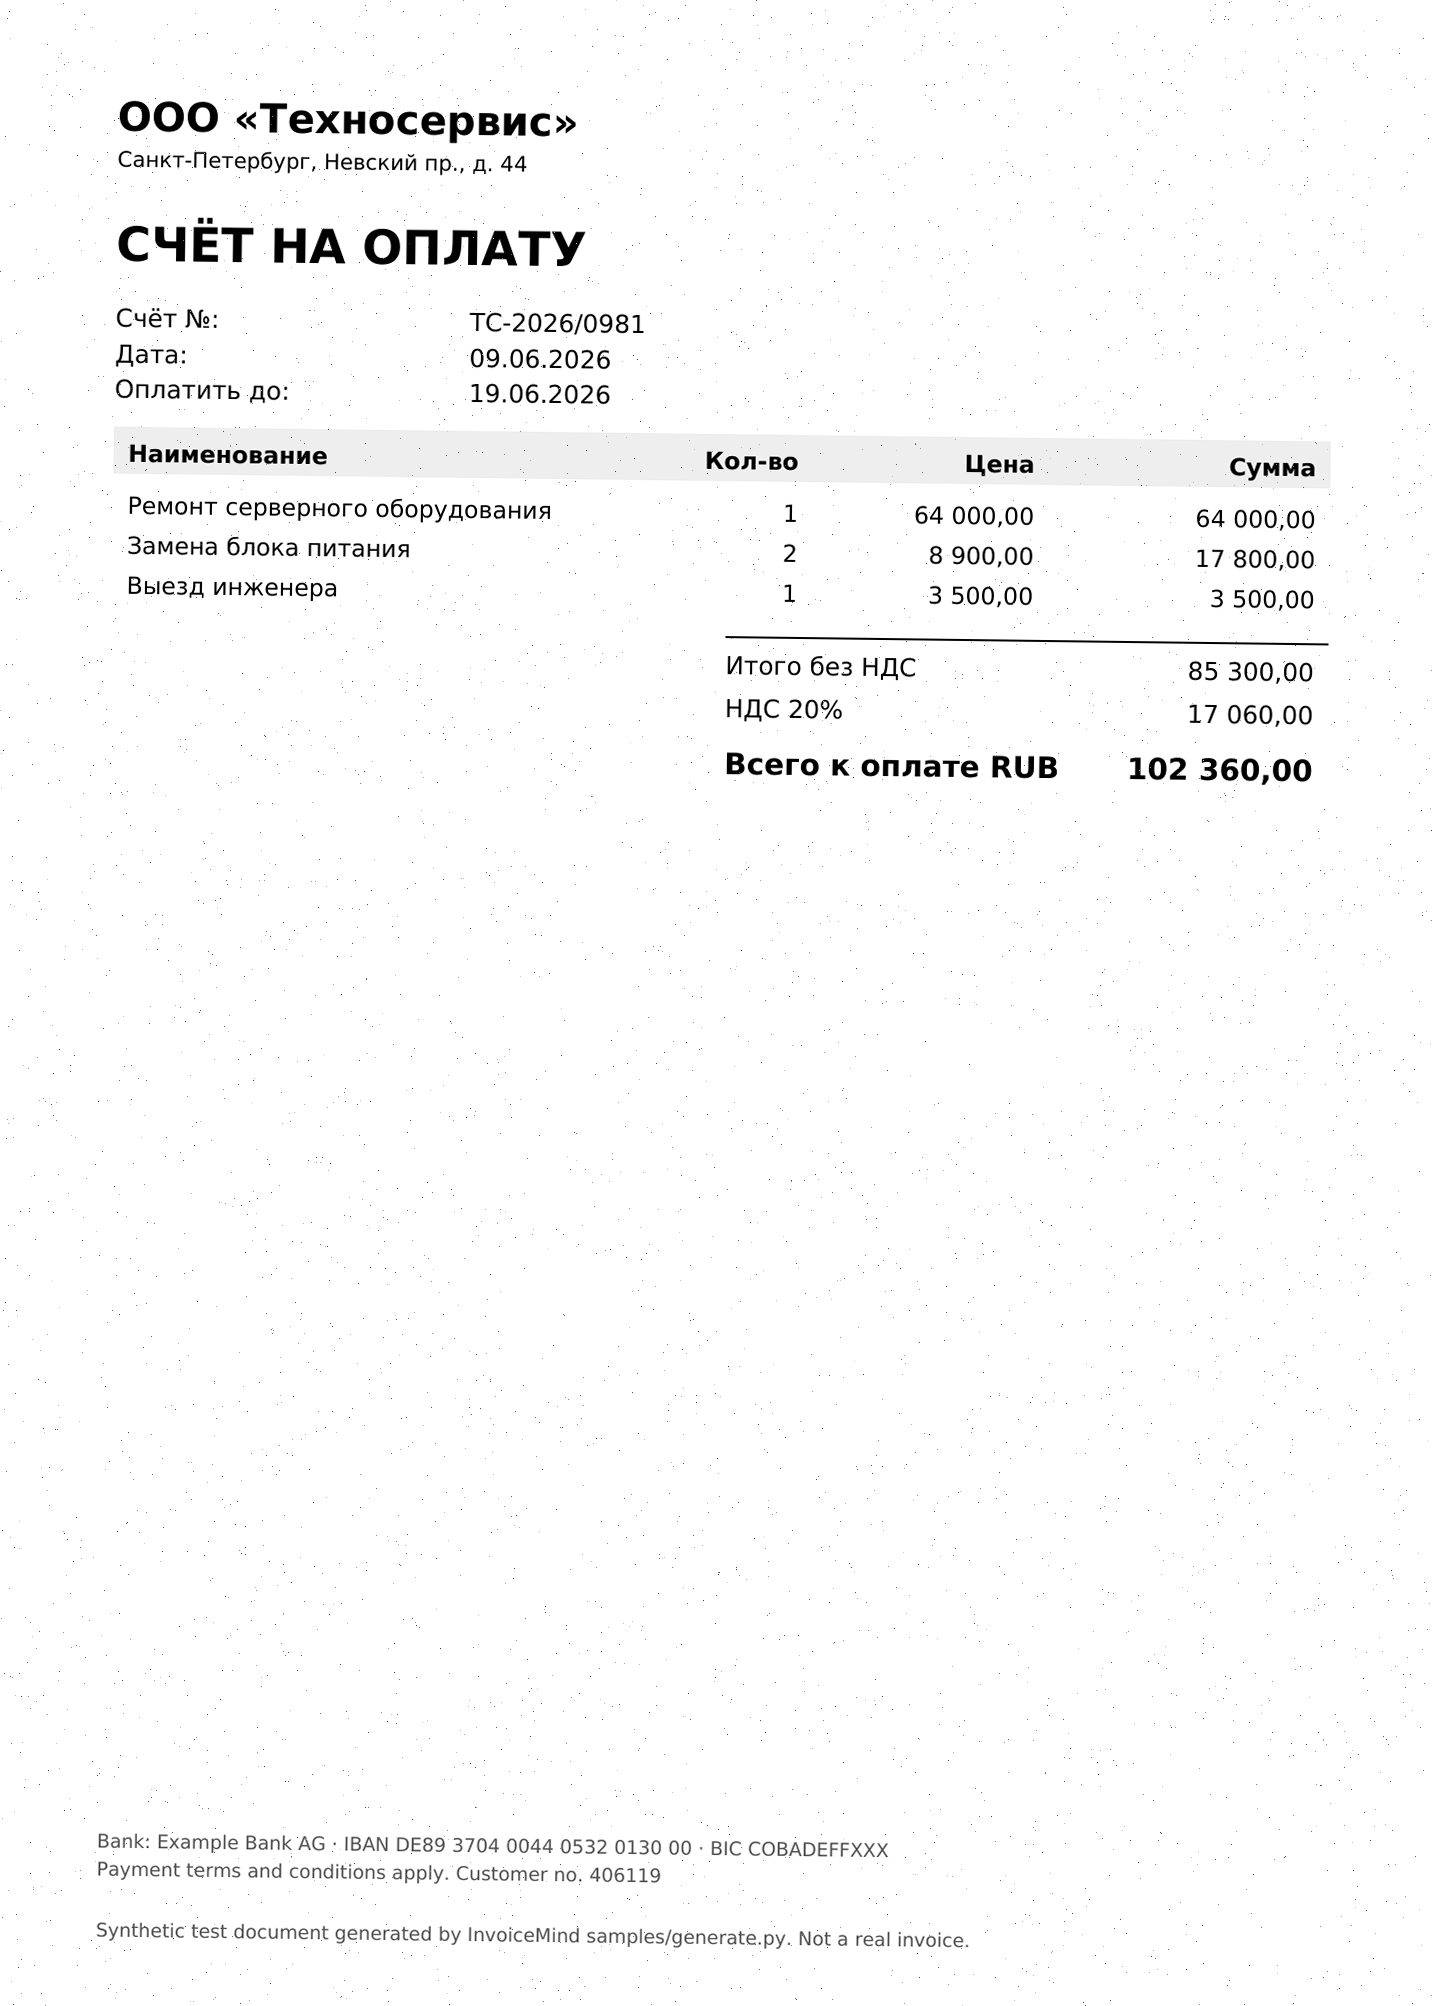 ООО «Техносервис»
Санкт-Петербург, Невский пр., д. 44
СЧЁТ НА ОПЛАТУ
Счёт №: ТС-2026/0981
Дата: 09.06.2026
Оплатить до: 19.06.2026
Наименование Кол-во Цена Сумма
Ремонт серверного оборудования 1 64 000,00 64 000,00
Замена блока питания 2 8 900,00 17 800,00
Выезд инженера 1 3 500,00 3 500,00
Итого без НДС 85 300,00
НДС 20% 17 060,00
Всего к оплате RUB 102 360,00
Bank: Example Bank AG · IBAN DE89 3704 0044 0532 0130 00 · BIC COBADEFFXXX
Payment terms and conditions apply. Customer no. 406119
Synthetic test document generated by InvoiceMind samples/generate.py. Not a real invoice.